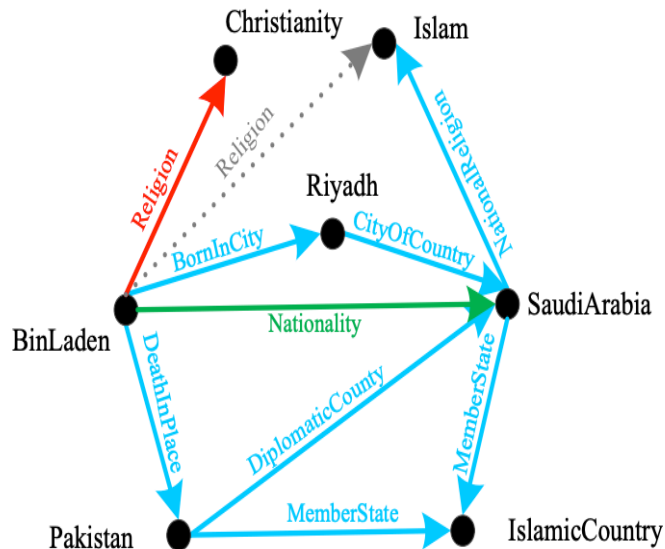 Christianity
Islam
Religion
Religion
NationalReligion
Riyadh
BornInCity
CityOfCountry
BinLaden
Nationality
SaudiArabia
DeathInPlace
DiplomaticCounty
MemberState
Pakistan
MemberState
IslamicCountry